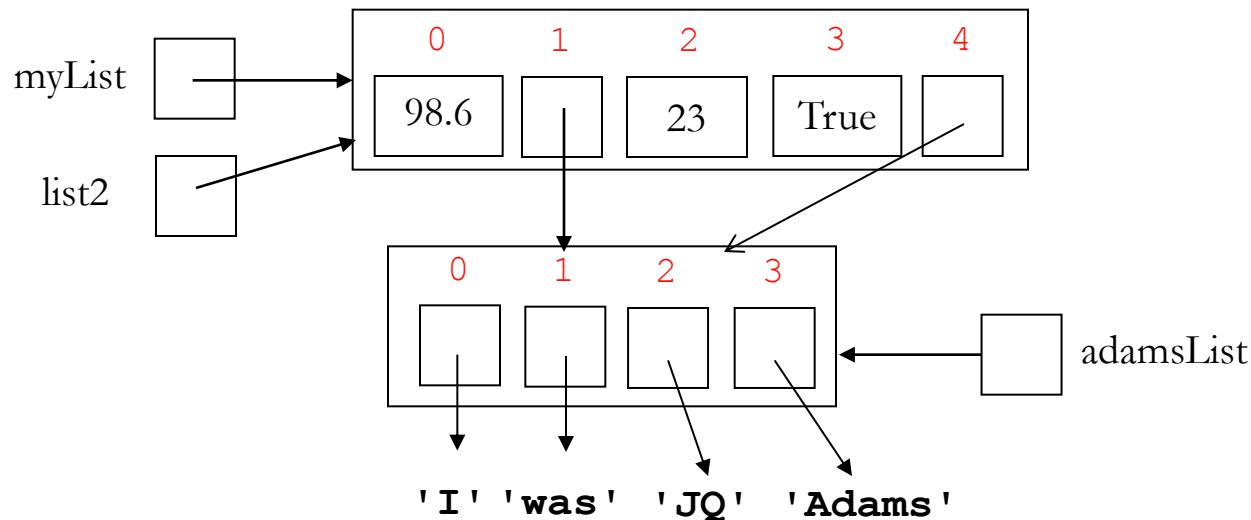 0 1 2 3 4
myList
98.6 23 True
list2
0 1 2 3
adamsList
'I' 'was' 'JQ' 'Adams'